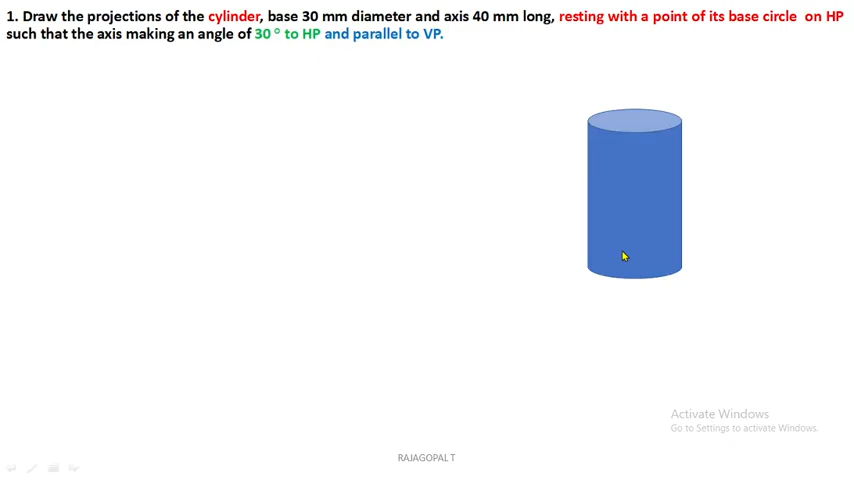 1. Draw the projections of the cylinder, base 30 mm diameter and axis 40 mm long, resting with a point of its base circle on HP
such that the axis making an angle of 30 ° to HP and parallel to VP.
Activate Windows
Go to Settings to activate Windows.
RAJAGOPAL T